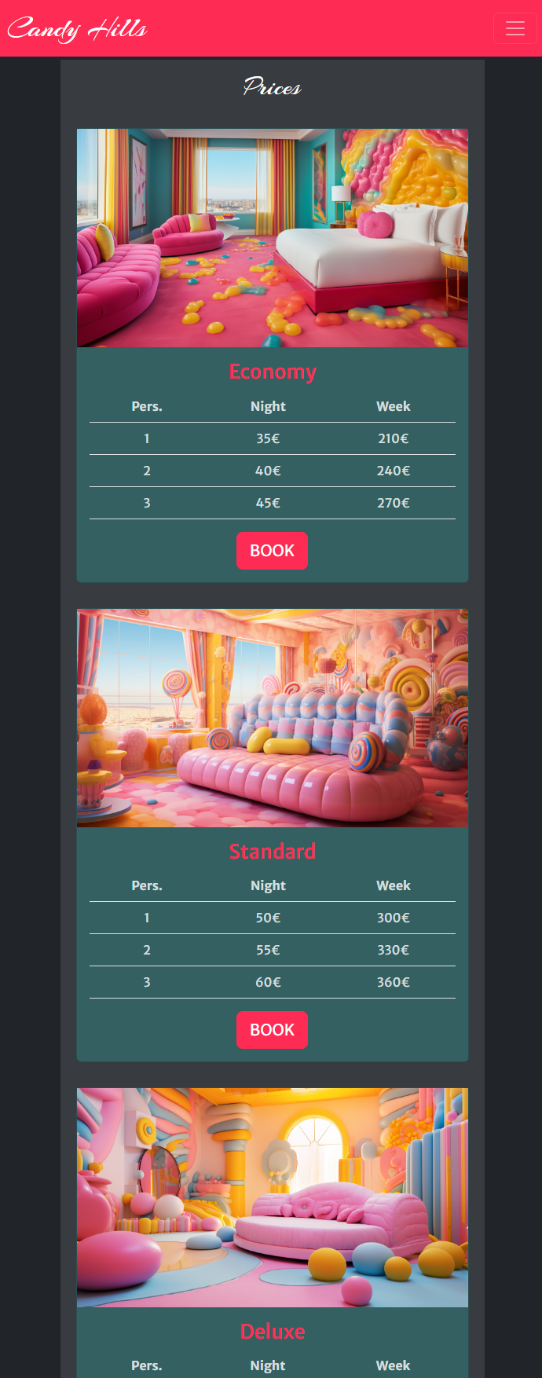 Candy Hills
Prices
Economy
Pers. Night Week
1 35€ 210€
2 40€ 240€
3 45€ 270€
BOOK
Standard
Pers. Night Week
1 50€ 300€
2 55€ 330€
3 60€ 360€
BOOK
Deluxe
Pers. Night Week